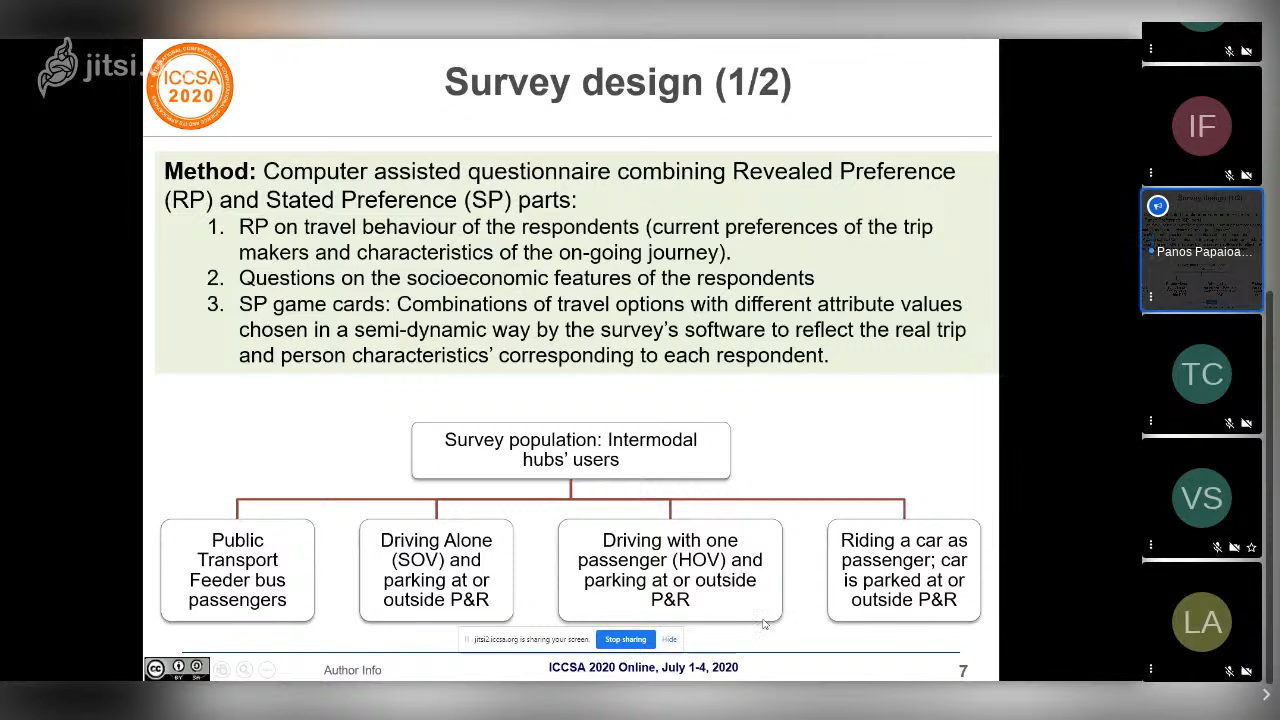 jitsi.
ICCSA
2020
Survey design (1/2)
Method: Computer assisted questionnaire combining Revealed Preference
(RP) and Stated Preference (SP) parts:
1. RP on travel behaviour of the respondents (current preferences of the trip
makers and characteristics of the on-going journey).
2. Questions on the socioeconomic features of the respondents
3. SP game cards: Combinations of travel options with different attribute values
chosen in a semi-dynamic way by the survey's software to reflect the real trip
and person characteristics' corresponding to each respondent.
Survey population: Intermodal
hubs' users
Public
Transport
Feeder bus
passengers
Driving Alone
(SOV) and
parking at or
outside P&R
Driving with one
passenger (HOV) and
parking at or outside
P&R
Riding a car as
passenger; car
is parked at or
outside P&R
jitsi2.iccsa.org is sharing your screen.
Stop sharing
Hide
cc
BY SA
Author Info
ICCSA 2020 Online, July 1-4, 2020
7
IF
Panos Papaioa...
TC
VS
LA